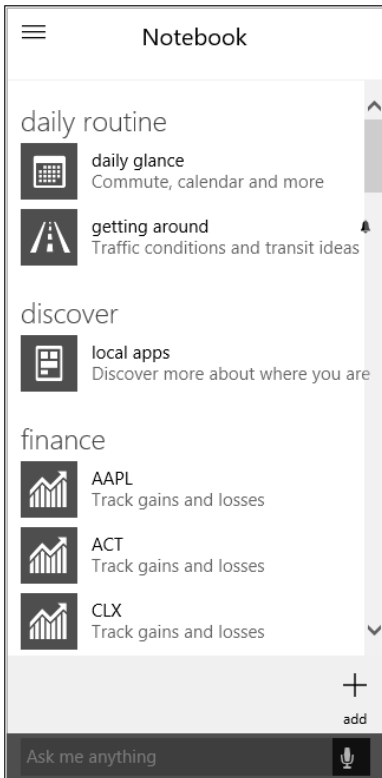 Notebook
daily routine
daily glance
Commute, calendar and more
getting around
Traffic conditions and transit ideas
discover
local apps
Discover more about where you are
finance
AAPL
Track gains and losses
ACT
Track gains and losses
CLX
Track gains and losses
add
Ask me anything